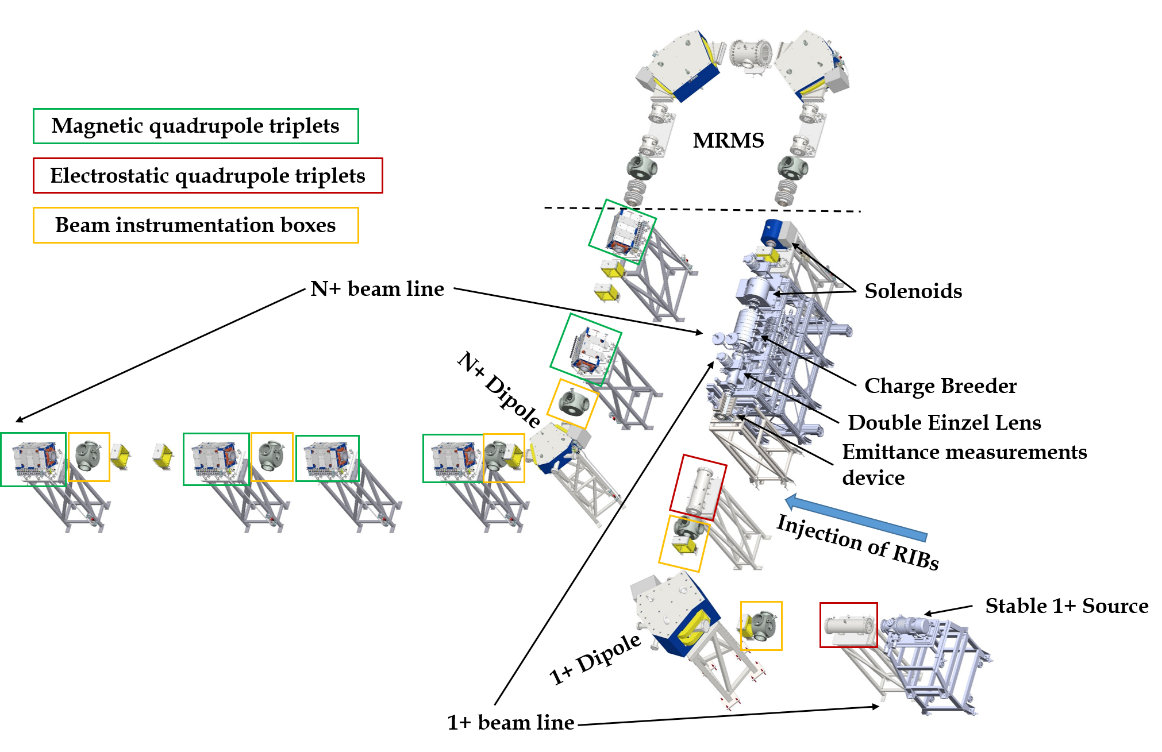 Magnetic quadrupole triplets
Electrostatic quadrupole triplets
Beam instrumentation boxes
MRMS
N+ beam line
Solenoids
N+ Dipole
Charge Breeder
Double Einzel Lens
Emittance measurements
device
Injection of RIBs
Stable 1+ Source
1+ Dipole
1+ beam line